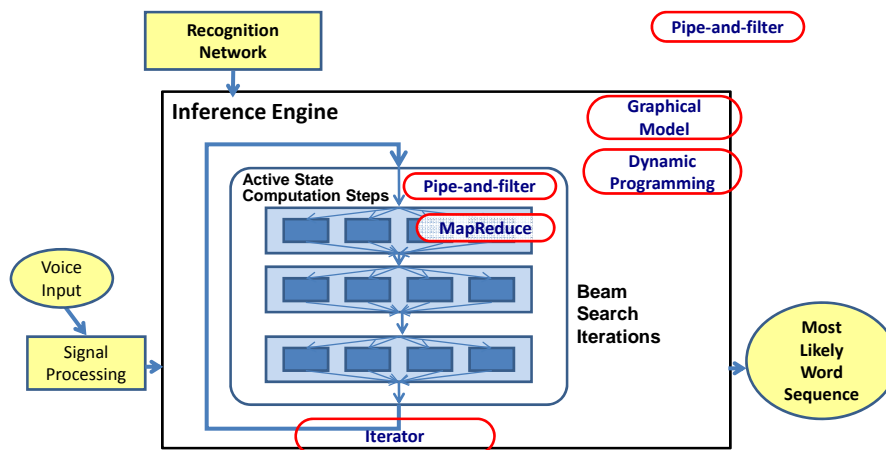 Recognition
Network
Pipe-and-filter
Inference Engine
Graphical
Model
Dynamic
Programming
Active State
Computation Steps
Pipe-and-filter
MapReduce
Voice
Input
Signal
Processing
Beam
Search
Iterations
Most
Likely
Word
Sequence
Iterator